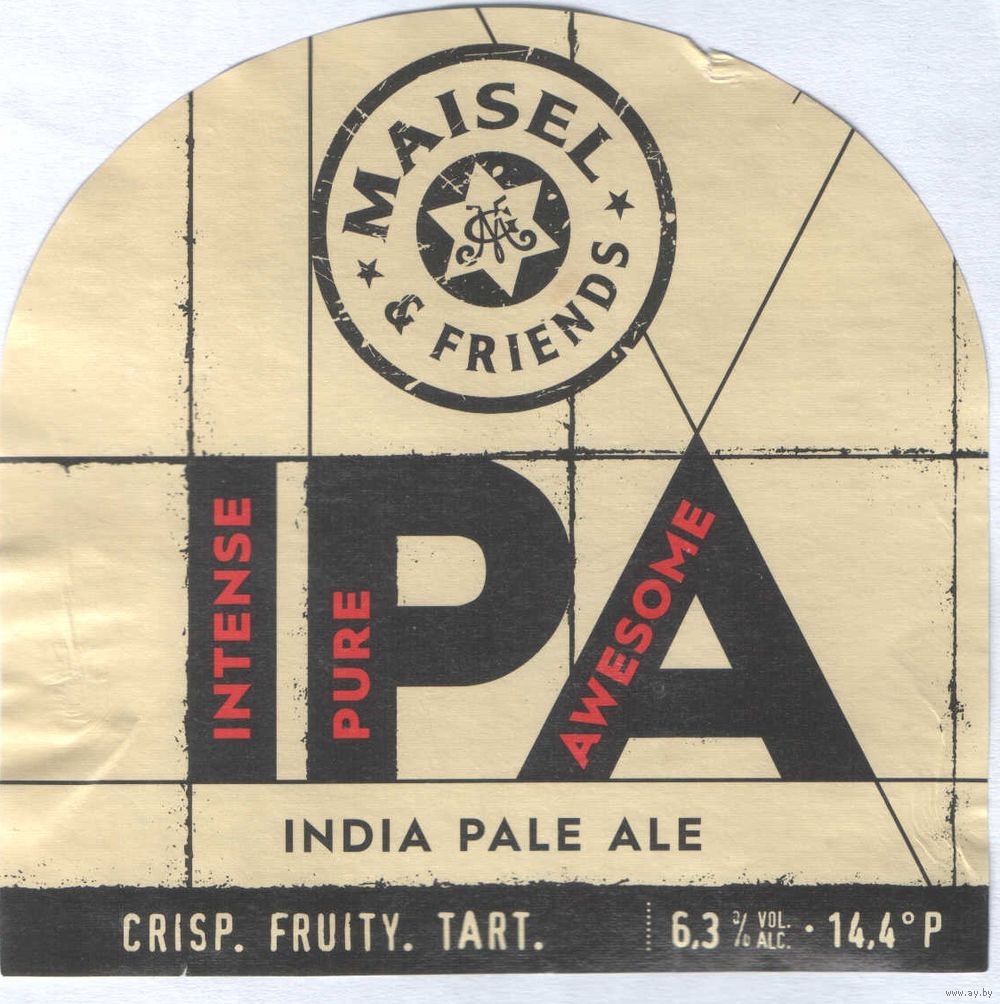 MAISEL
& FRIENDS
IPA
INTENSE
PURE
AWESOME
INDIA PALE ALE
CRISP. FRUITY. TART.
6,3 % VOL. ALC. · 14,4° P
www.ay.by